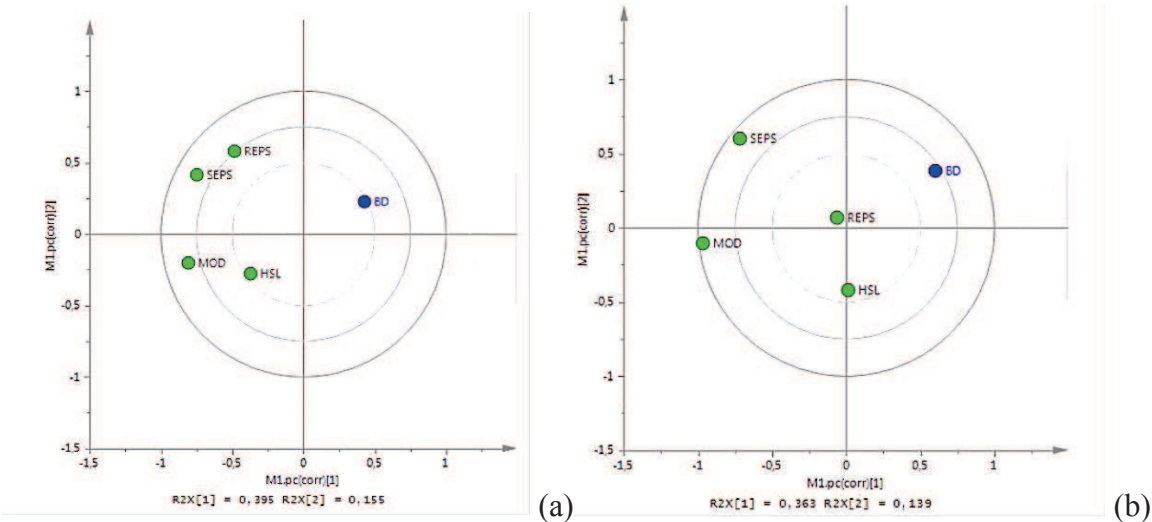 1
0,5
0
-0,5
-1
-1,5
M1.pc(corr)[2]
REPS
SEPS
BD
MOD
HSL
-1,5
-1
-0,5
0
0,5
1
M1.pc(corr)[1]
R2X[1] = 0,395 R2X[2] = 0,155
(a)
1
0,5
0
-0,5
-1
-1,5
M1.pc(corr)[2]
SEPS
BD
REPS
MOD
HSL
-1,5
-1
-0,5
0
0,5
1
M1.pc(corr)[1]
R2X[1] = 0,363 R2X[2] = 0,139
(b)